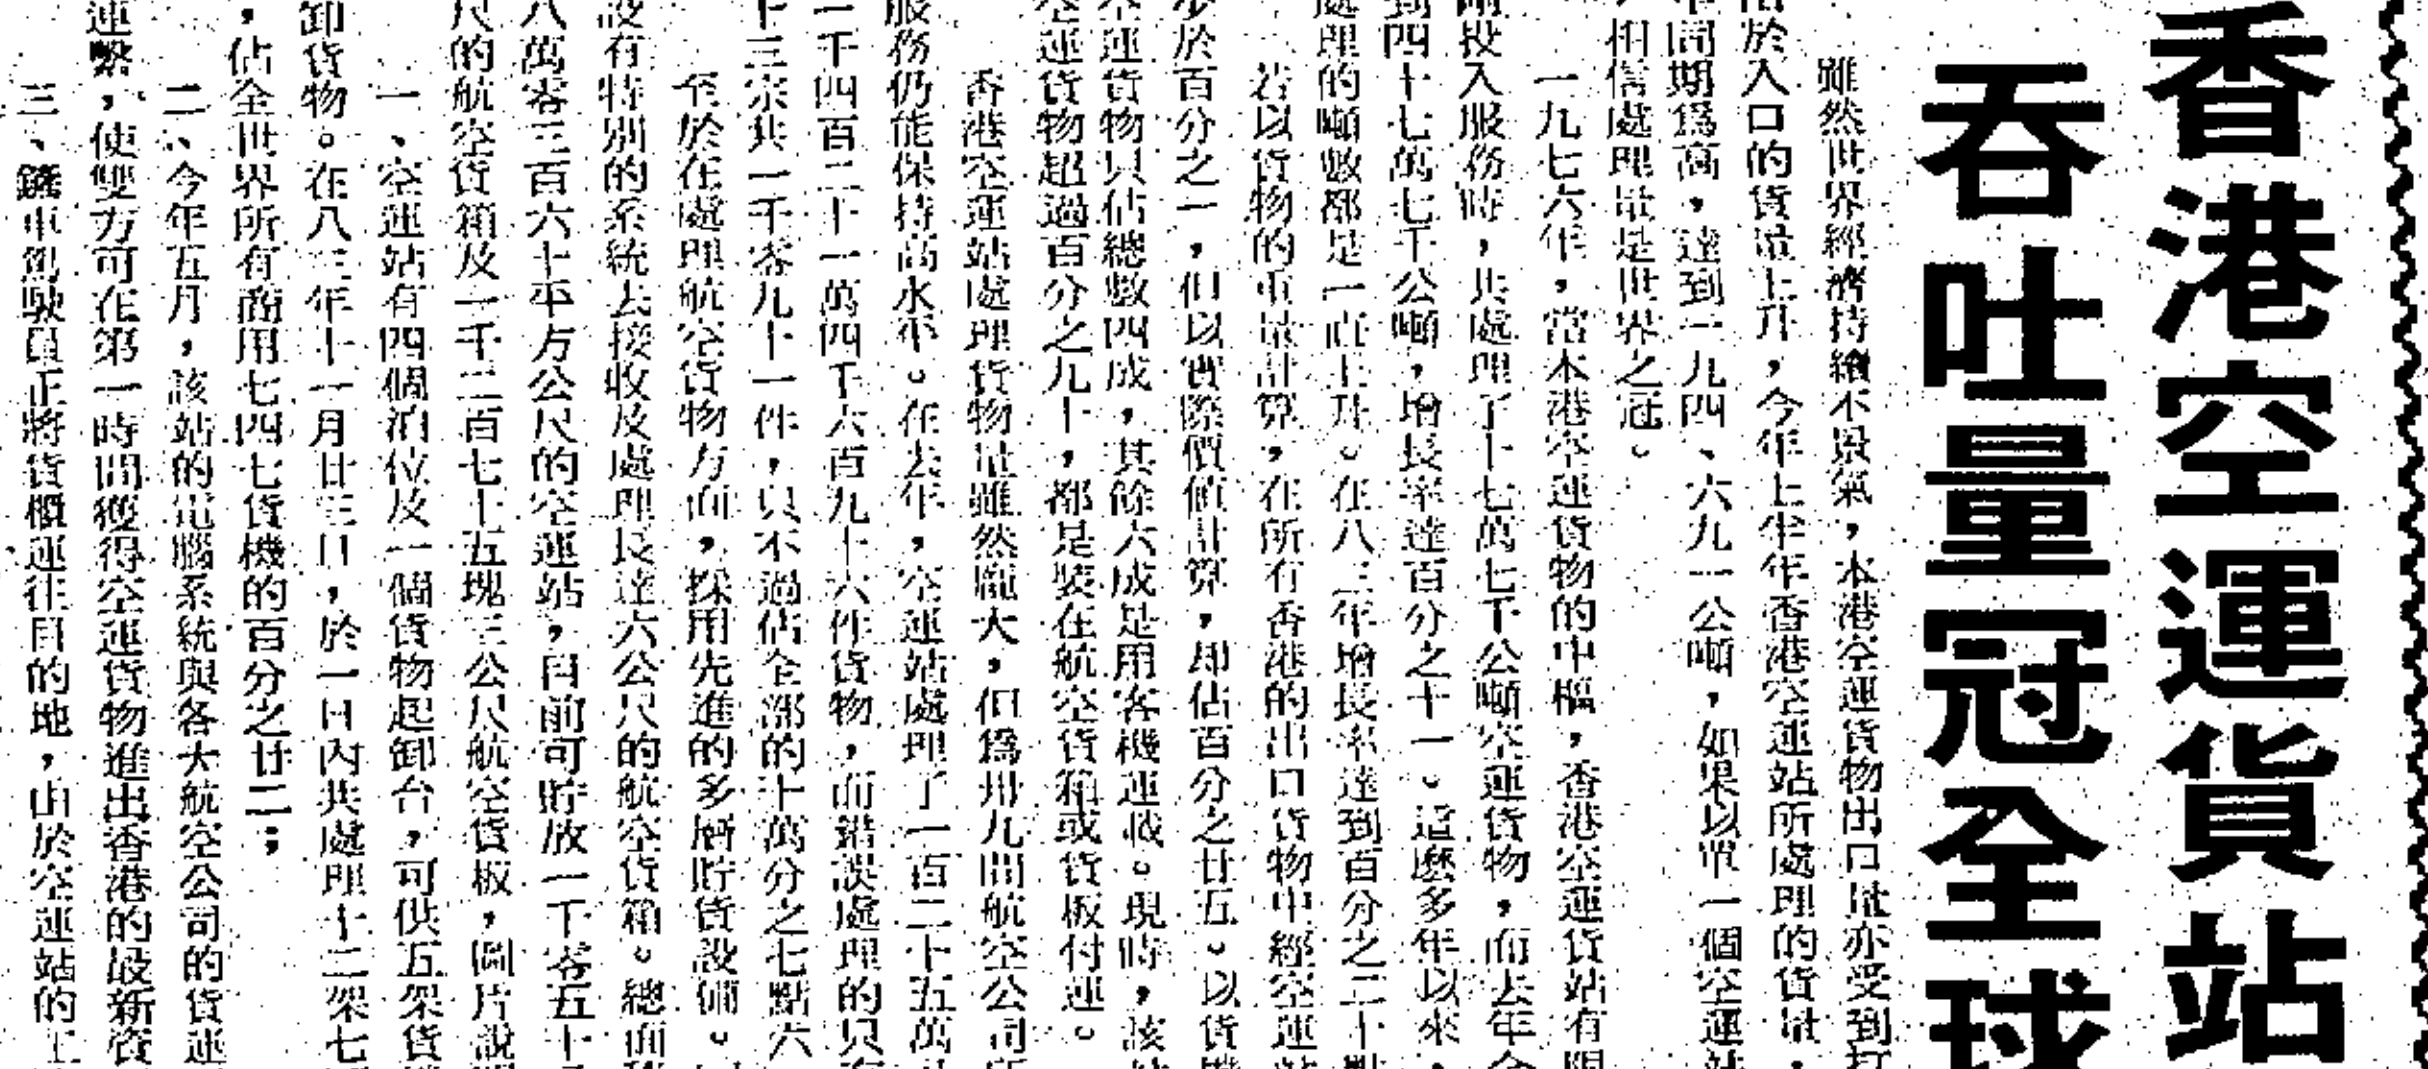 香港空運貨站
吞吐量冠全球
雖然世界經濟持續不景氣，本港空運貨物出口量亦受到打
於入口的貨量上升，今年上半年香港空運站所處理的貨量，
年同期爲高，達到一九四、六九一公噸，如果以單一個空運站
相信處理量是世界之冠。
一九七六年，當本港空運貨物的中樞，香港空運貨站有限
投入服務時，共處理了十七萬七千公噸空運貨物，而去年全
到四十七萬七千公噸，增長率達百分之十一。這麽多年以來，
處理的噸數都是一直上升。在八三年增長率達到百分之二十點
若以貨物的重量計算，在所有香港的出口貨物中經空運
少於百分之一，但以實際價值計算，却佔百分之廿五。以貨
空運貨物只佔總數四成，其餘六成是用客機運載。現時，該
空運貨物超過百分之九十，都是裝在航空貨箱或貨板付運。
香港空運站處理貨物量雖然龐大，但爲卅九間航空公司所
服務仍能保持高水平。在去年，空運站處理了一百二十五萬
一千四百二十一萬四千六百九十六件貨物，而錯誤處理的只有
十三宗共一千零九十一件，只不過佔全部的十萬分之七點六
至於在處理航空貨物方面，採用先進的多層貯貨設備。
設有特別的系統去接收及處理長達六公尺的航空貨箱。總面積
八萬零三百六十平方公尺的空運站，目前可貯放一千零五十
尺的航空貨箱及一千二百七十五塊三公尺航空貨板，圖片說
一、空運站有四個泊位及一個貨物起卸台，可供五架貨
卸貨物。在八三年十一月廿三日，於一日內共處理十二架七
，佔全世界所有商用七四七貨機的百分之廿二；
二、今年五月，該站的電腦系統與各大航空公司的貨運
連繫，使雙方可在第一時間獲得空運貨物進出香港的最新資
三、鏟車駕駛員正將貨櫃運往目的地，由於空運站的工